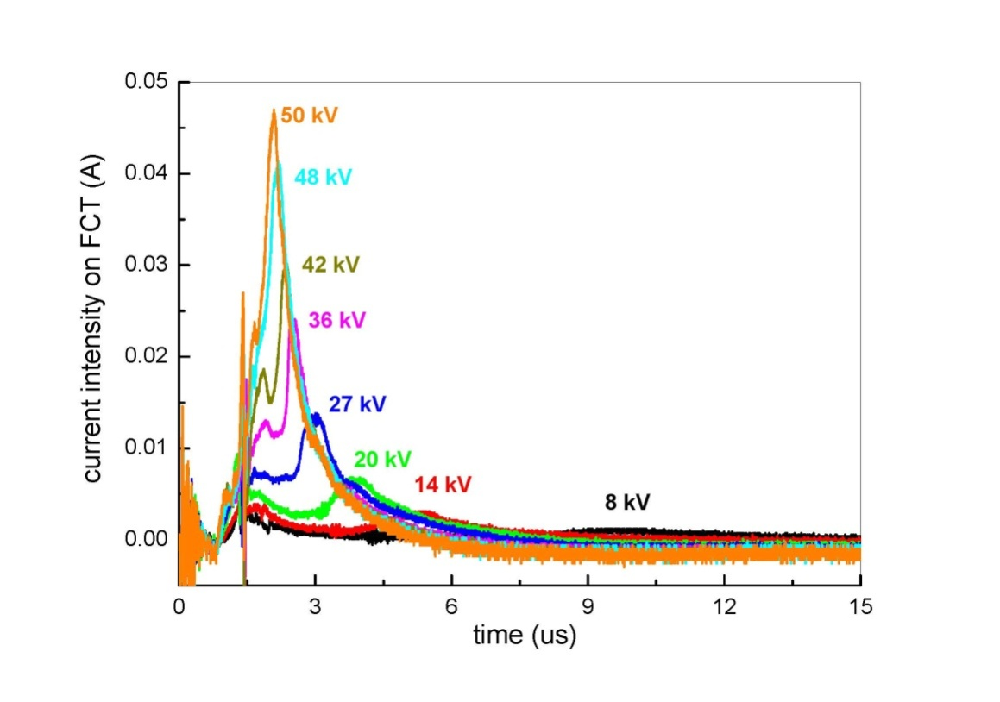 0.05
50 kV
0.04
48 kV
0.03
42 kV
36 kV
0.02
27 kV
0.01
20 kV
14 kV
8 kV
0.00
current intensity on FCT (A)
0 3 6 9 12 15
time (us)